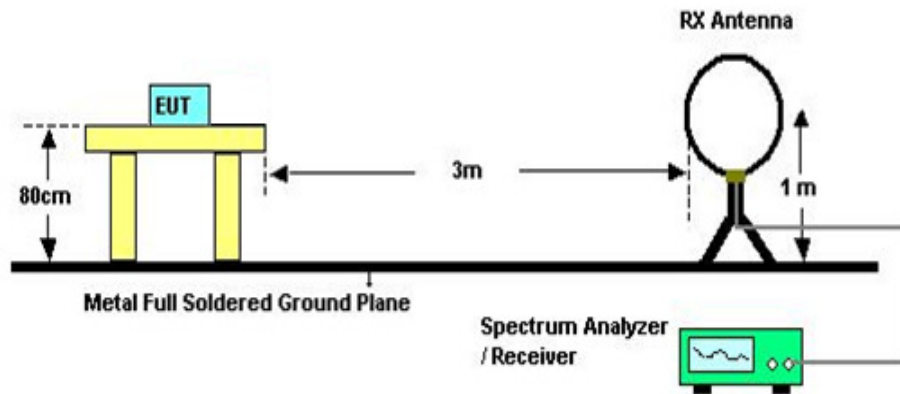 RX Antenna
EUT
3m
80cm
1 m
Metal Full Soldered Ground Plane
Spectrum Analyzer
/ Receiver